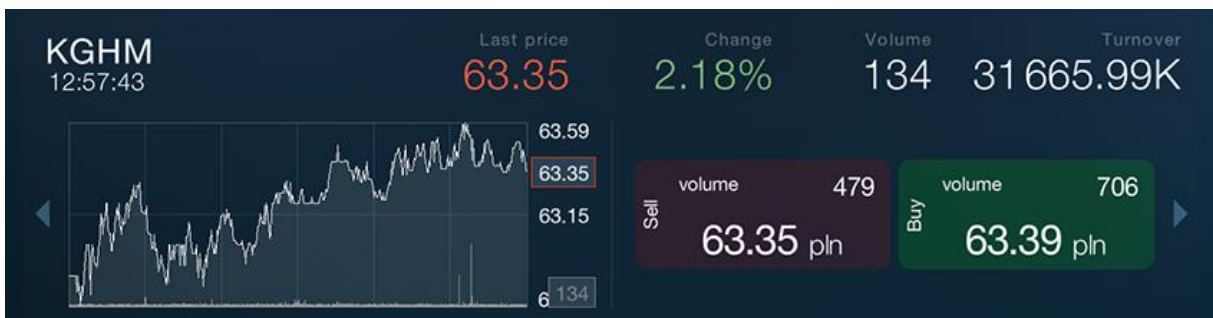 KGHM
12:57:43
Last price
63.35
Change
2.18%
Volume
134
Turnover
31 665.99K
63.59
63.35
63.15
6
134
Sell
volume 479
63.35 pln
Buy
volume 706
63.39 pln